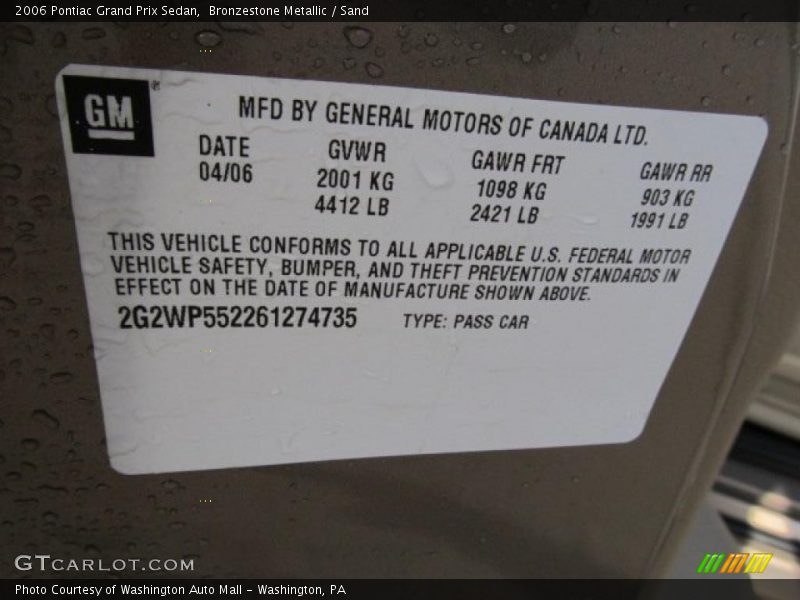 2006 Pontiac Grand Prix Sedan,  Bronzestone Metallic / Sand
GM®
MFD BY GENERAL MOTORS OF CANADA LTD.
DATE GVWR GAWR FRT GAWR RR
04/06 2001 KG 1098 KG 903 KG
4412 LB 2421 LB 1991 LB
THIS VEHICLE CONFORMS TO ALL APPLICABLE U.S. FEDERAL MOTOR
VEHICLE SAFETY, BUMPER, AND THEFT PREVENTION STANDARDS IN
EFFECT ON THE DATE OF MANUFACTURE SHOWN ABOVE.
2G2WP552261274735 TYPE: PASS CAR
GTCARLOT.COM
Photo Courtesy of Washington Auto Mall - Washington, PA